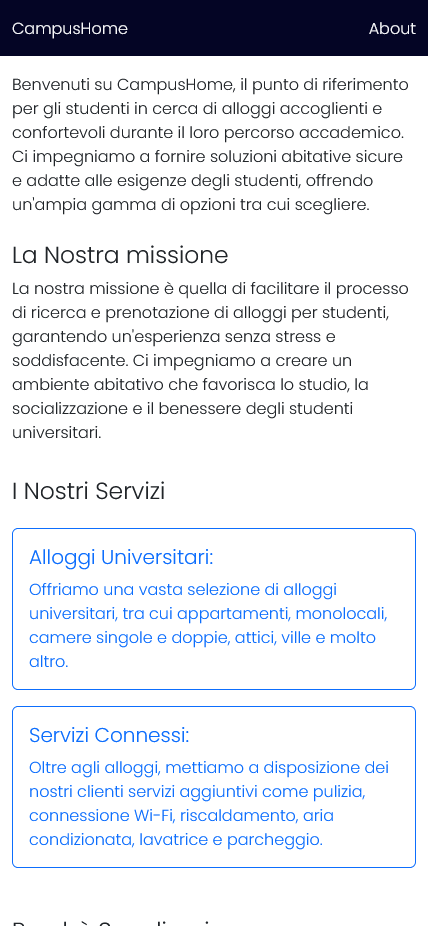 CampusHome About
Benvenuti su CampusHome, il punto di riferimento
per gli studenti in cerca di alloggi accoglienti e
confortevoli durante il loro percorso accademico.
Ci impegniamo a fornire soluzioni abitative sicure
e adatte alle esigenze degli studenti, offrendo
un'ampia gamma di opzioni tra cui scegliere.
La Nostra missione
La nostra missione è quella di facilitare il processo
di ricerca e prenotazione di alloggi per studenti,
garantendo un'esperienza senza stress e
soddisfacente. Ci impegniamo a creare un
ambiente abitativo che favorisca lo studio, la
socializzazione e il benessere degli studenti
universitari.
I Nostri Servizi
Alloggi Universitari:
Offriamo una vasta selezione di alloggi
universitari, tra cui appartamenti, monolocali,
camere singole e doppie, attici, ville e molto
altro.
Servizi Connessi:
Oltre agli alloggi, mettiamo a disposizione dei
nostri clienti servizi aggiuntivi come pulizia,
connessione Wi-Fi, riscaldamento, aria
condizionata, lavatrice e parcheggio.